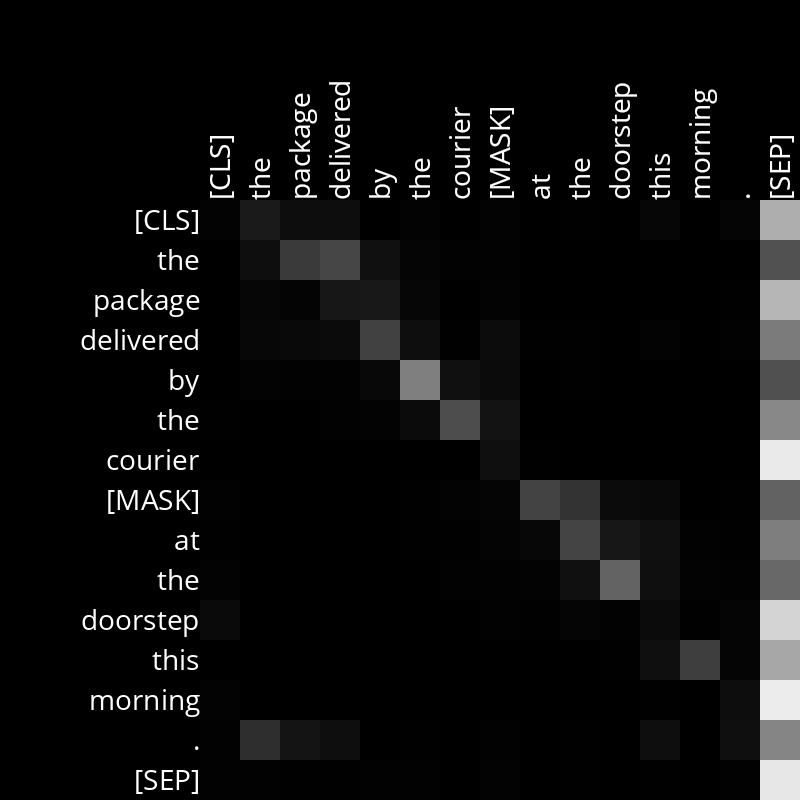 [CLS] the package delivered by the courier [MASK] at the doorstep this morning . [SEP]
[CLS]
the
package
delivered
by
the
courier
[MASK]
at
the
doorstep
this
morning
.
[SEP]